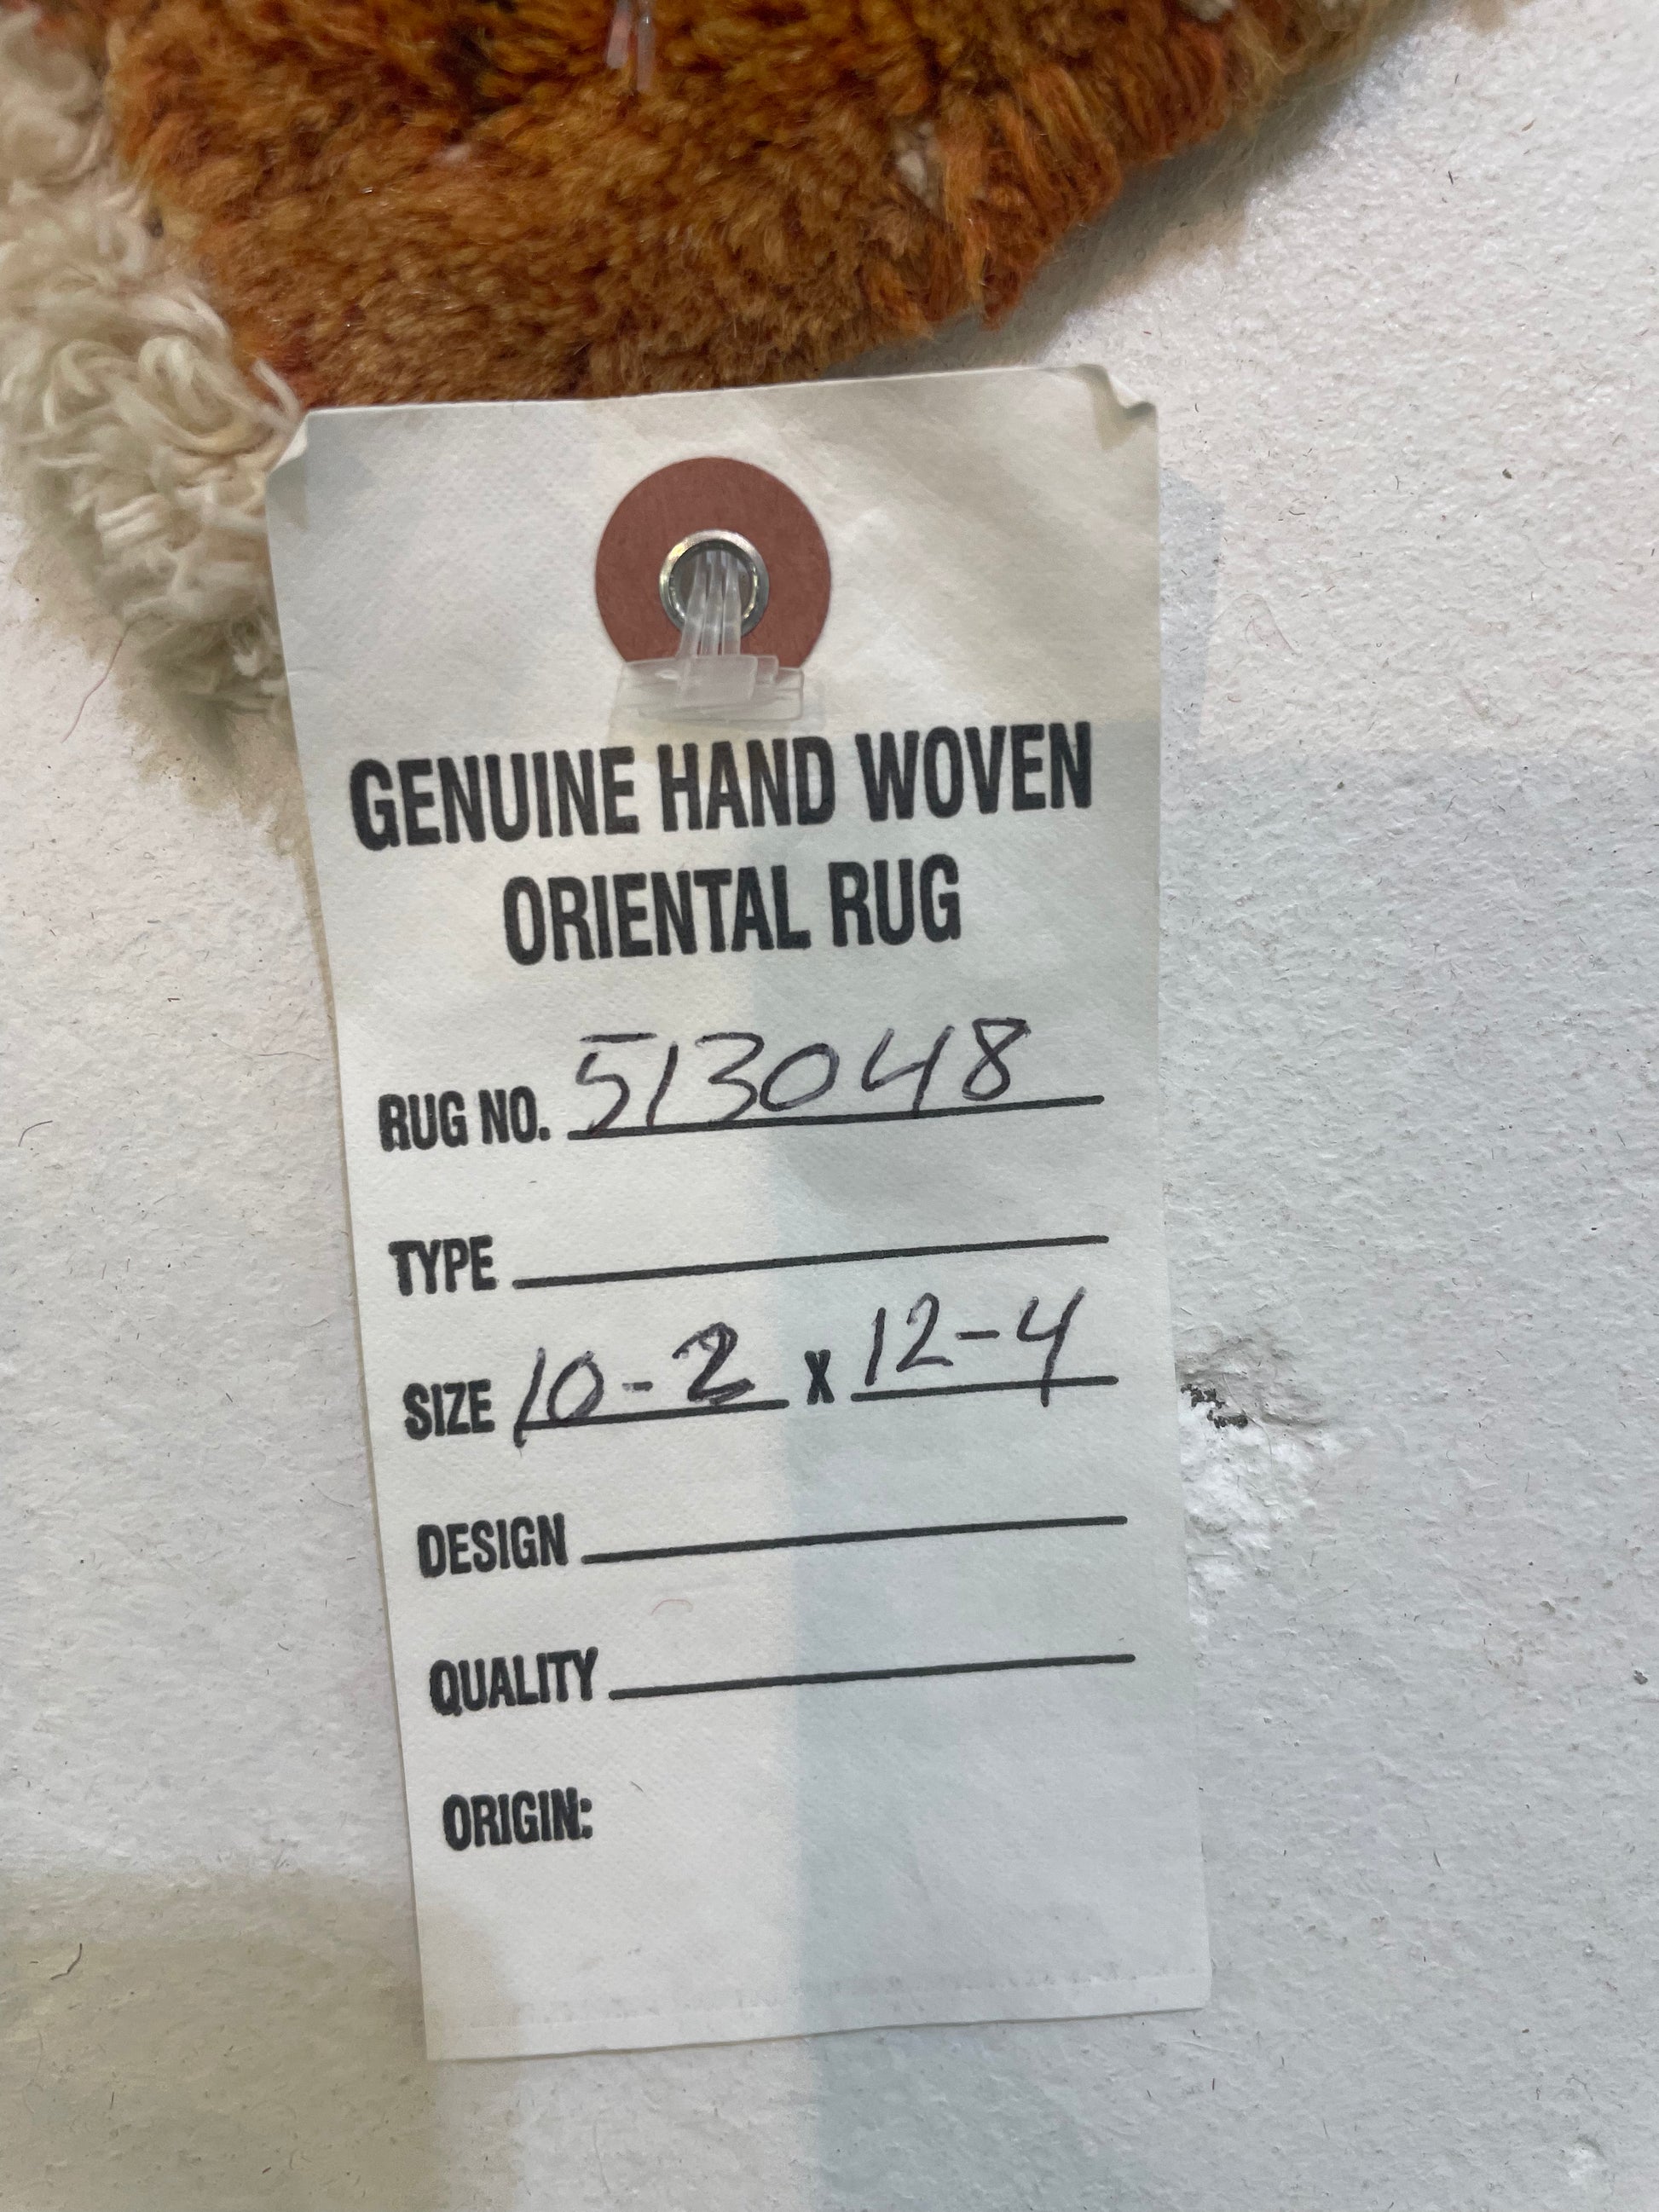 GENUINE HAND WOVEN
ORIENTAL RUG
RUG NO. 513048
TYPE
SIZE 10-2 x 12-4
DESIGN
QUALITY
ORIGIN: